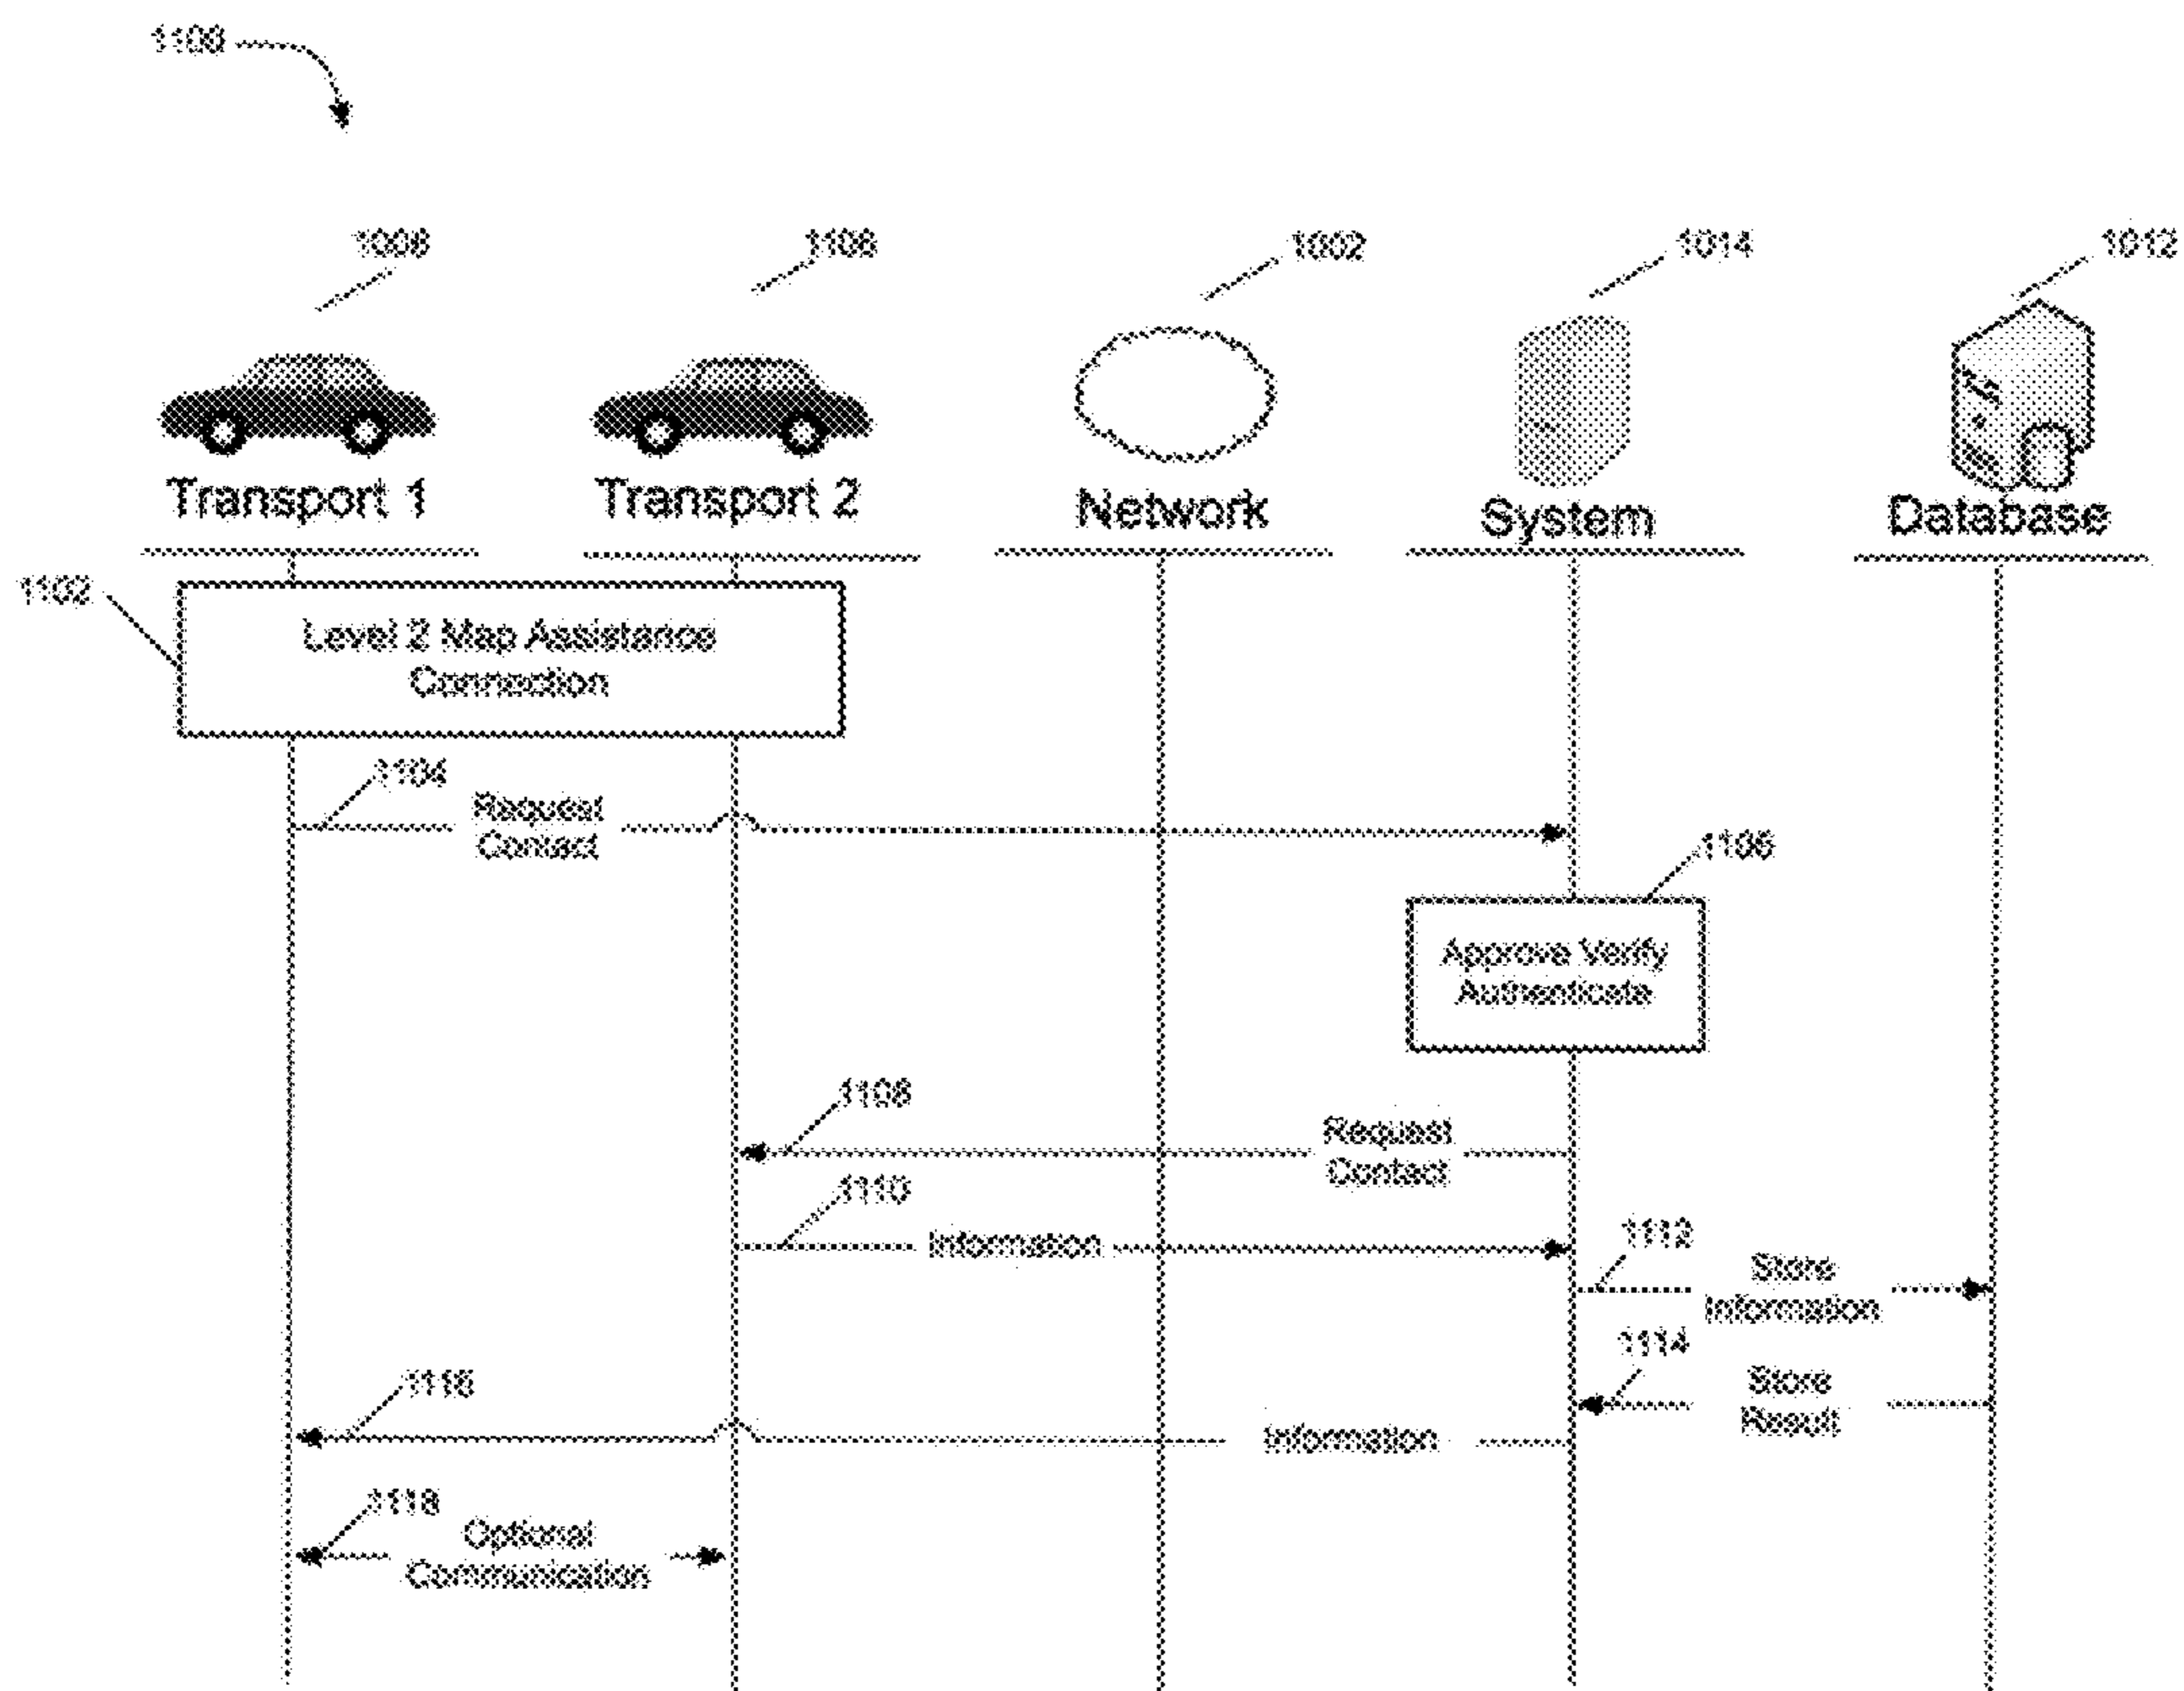 1100
1008
1106
1002
1014
1012
Transport 1
Transport 2
Network
System
Database
1102
Level 2 Map Assistance
Connection
1104
Request
Contact
1106
Approve Verify
Authenticate
1108
Request
Contact
1110
Information
1112
Store
Information
1114
Store
Result
1116
Information
1118
Optional
Communication